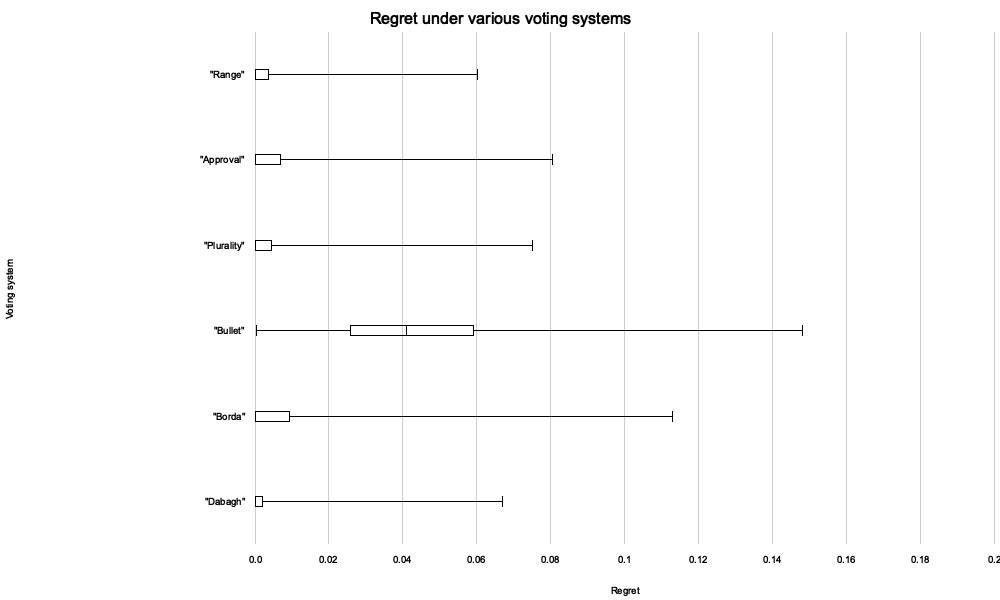 Regret under various voting systems
"Range"
"Approval"
"Plurality"
Voting system
"Bullet"
"Borda"
"Dabagh"
0.0 0.02 0.04 0.06 0.08 0.1 0.12 0.14 0.16 0.18 0.2
Regret